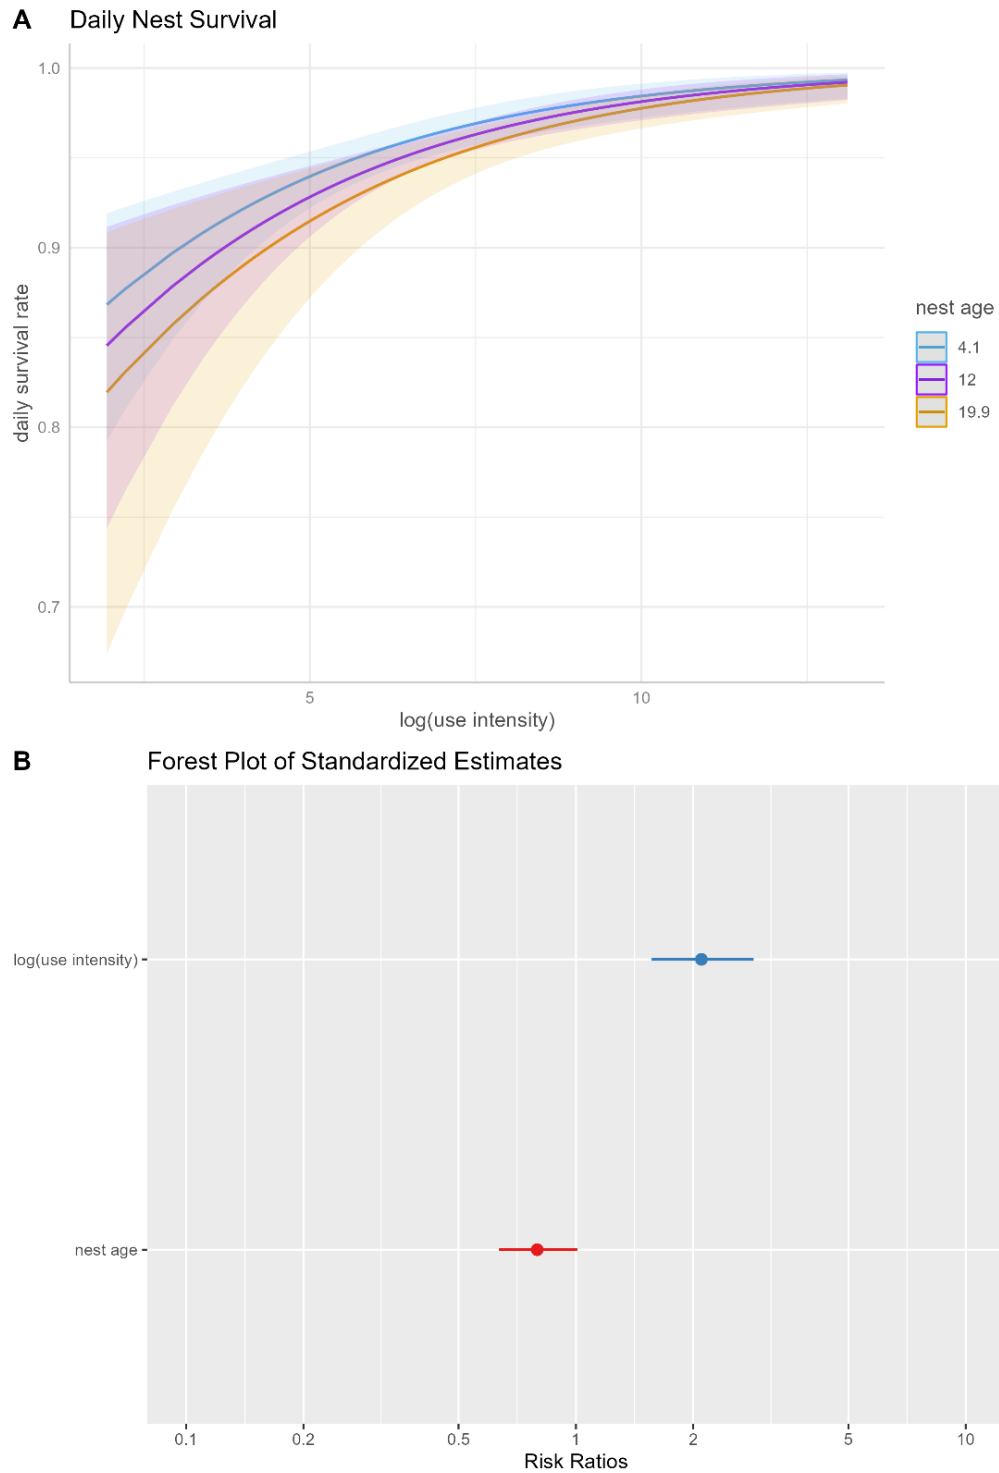 A Daily Nest Survival
1.0
0.9
0.8
0.7
daily survival rate
5 10
log(use intensity)
nest age
4.1
12
19.9
B Forest Plot of Standardized Estimates
log(use intensity)
nest age
0.1 0.2 0.5 1 2 5 10
Risk Ratios